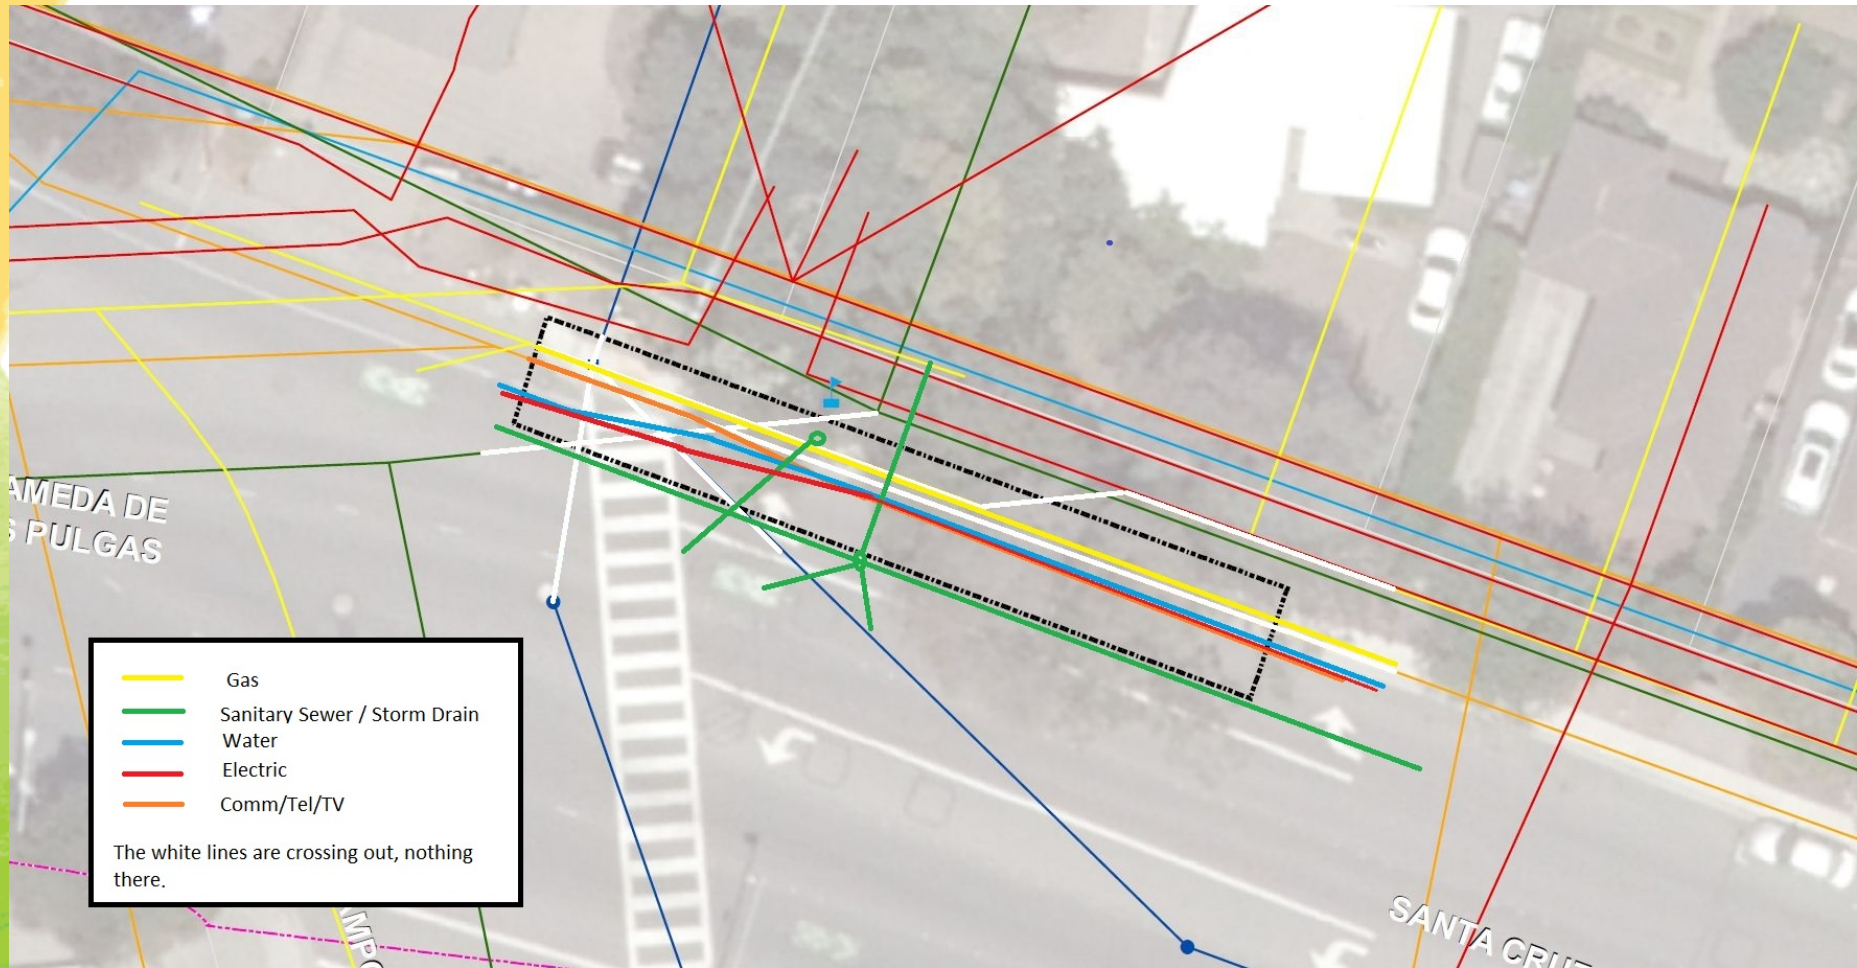 AMEDA DE
S PULGAS
Gas
Sanitary Sewer / Storm Drain
Water
Electric
Comm/Tel/TV
The white lines are crossing out, nothing
there.
SANTA CRUZ